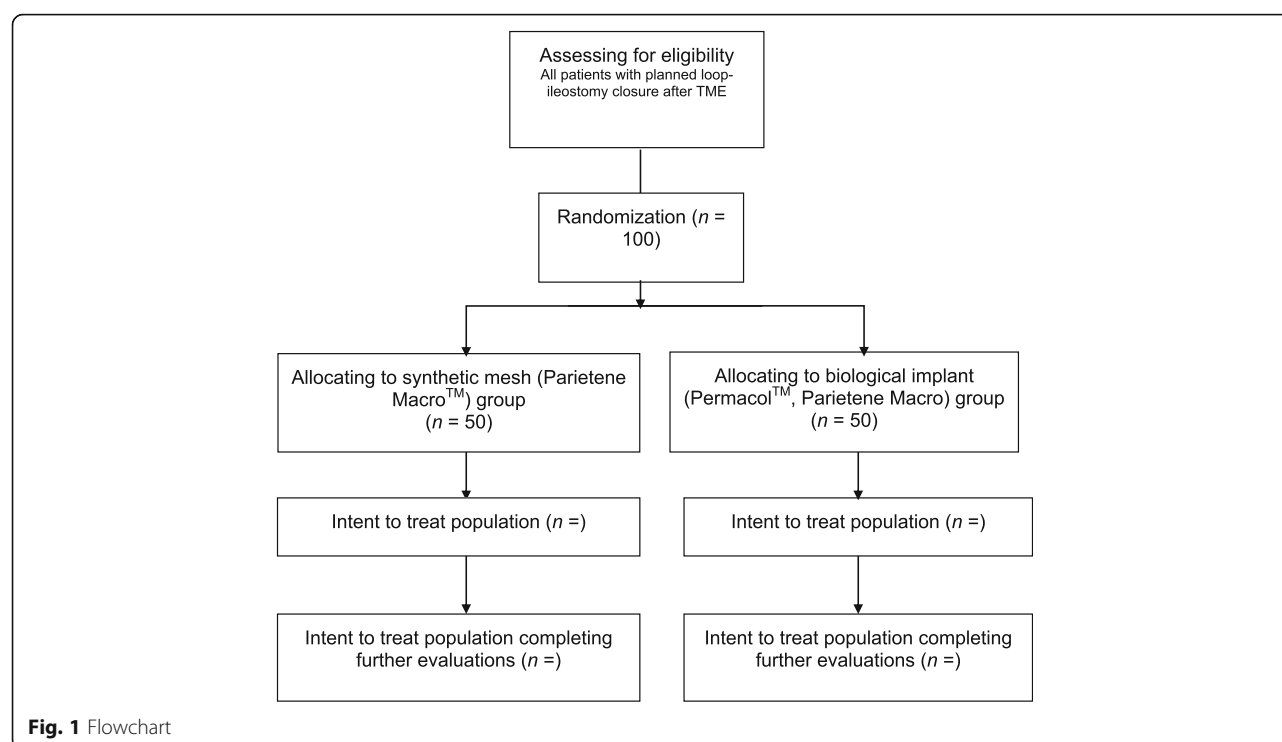 Assessing for eligibility
All patients with planned loop-
ileostomy closure after TME
Randomization (n =
100)
Allocating to synthetic mesh (Parietene
Macro™) group
(n = 50)
Allocating to biological implant
(Permacol™, Parietene Macro) group
(n = 50)
Intent to treat population (n =)
Intent to treat population (n =)
Intent to treat population completing
further evaluations (n =)
Intent to treat population completing
further evaluations (n =)
Fig. 1 Flowchart